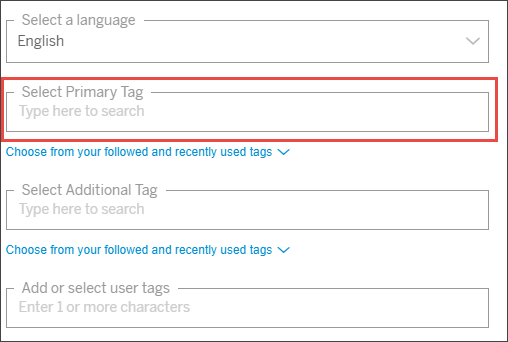 Select a language
English
Select Primary Tag
Type here to search
Choose from your followed and recently used tags
Select Additional Tag
Type here to search
Choose from your followed and recently used tags
Add or select user tags
Enter 1 or more characters